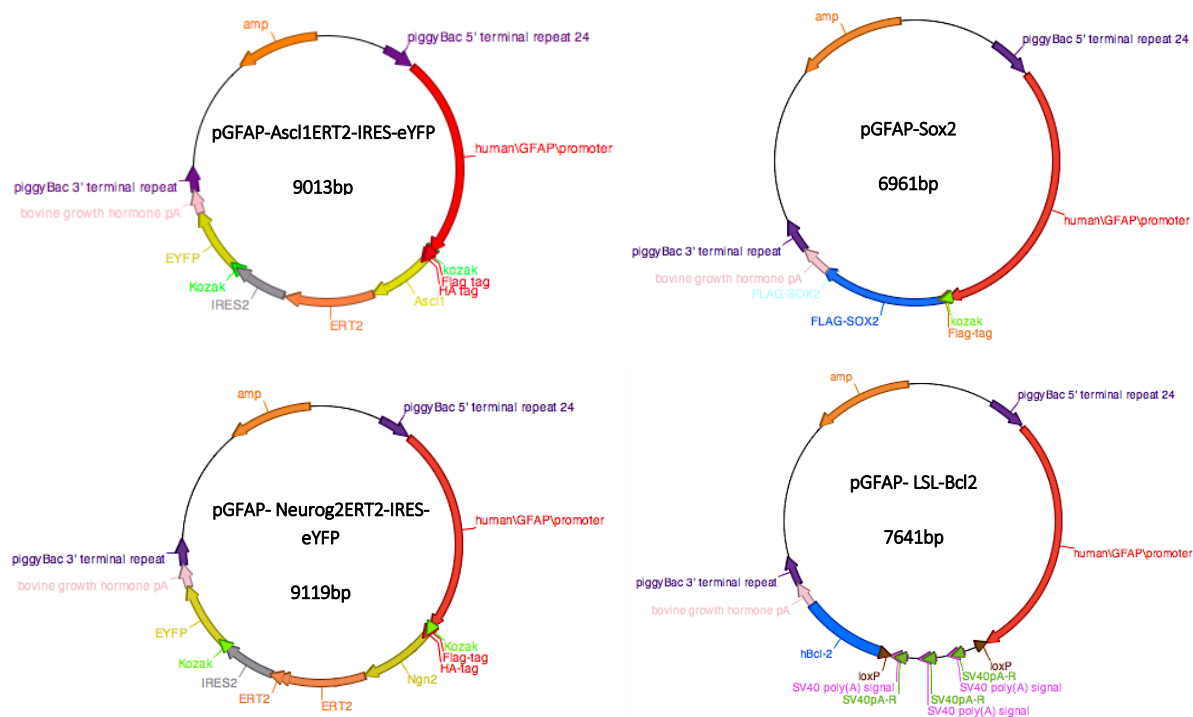 amp
piggyBac 5' terminal repeat 24
pGFAP-Ascl1ERT2-IRES-eYFP
9013bp
human\GFAP\promoter
piggyBac 3' terminal repeat
bovine growth hormone pA
EYFP
Kozak
IRES2
ERT2
Ascl1
kozak
Flag tag
HA tag
amp
piggyBac 5' terminal repeat 24
pGFAP-Sox2
6961bp
human\GFAP\promoter
piggyBac 3' terminal repeat
bovine growth hormone pA
FLAG-SOX2
FLAG-SOX2
kozak
Flag-tag
amp
piggyBac 5' terminal repeat 24
pGFAP- Neurog2ERT2-IRES-
eYFP
9119bp
human\GFAP\promoter
piggyBac 3' terminal repeat
bovine growth hormone pA
EYFP
Kozak
IRES2
ERT2
ERT2
Ngn2
Kozak
Flag-tag
HA-tag
amp
piggyBac 5' terminal repeat 24
pGFAP- LSL-Bcl2
7641bp
human\GFAP\promoter
piggyBac 3' terminal repeat
bovine growth hormone pA
hBcl-2
loxP
SV40 poly(A) signal
SV40pA-R
SV40pA-R
SV40 poly(A) signal
loxP
SV40pA-R
SV40 poly(A) signal